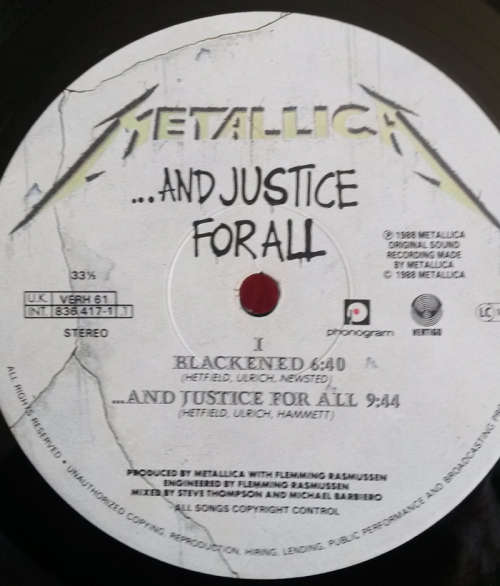 METALLICA
...AND JUSTICE
FOR ALL
Ⓟ 1988 METALLICA
ORIGINAL SOUND
RECORDING MADE
BY METALLICA
© 1988 METALLICA
33⅓
U.K. VERH 61
INT. 836 417-1 .1
STEREO
phonogram
VERTIGO
LC
I
BLACKENED 6:40
(HETFIELD, ULRICH, NEWSTED)
...AND JUSTICE FOR ALL 9:44
(HETFIELD, ULRICH, HAMMETT)
PRODUCED BY METALLICA WITH FLEMMING RASMUSSEN
ENGINEERED BY FLEMMING RASMUSSEN
MIXED BY STEVE THOMPSON AND MICHAEL BARBIERO
ALL SONGS COPYRIGHT CONTROL
ALL RIGHTS RESERVED • UNAUTHORIZED COPYING, REPRODUCTION, HIRING, LENDING, PUBLIC PERFORMANCE AND BROADCASTING